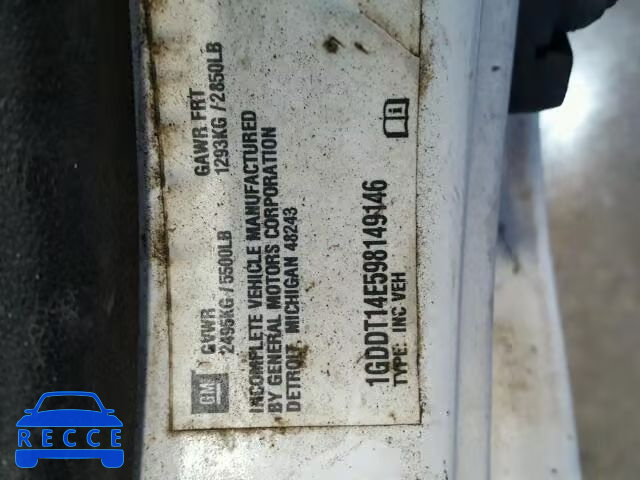 GM
GVWR
2495KG/5500LB
GAWR FRT
1293KG/2850LB
INCOMPLETE VEHICLE MANUFACTURED
BY GENERAL MOTORS CORPORATION
DETROIT, MICHIGAN 48243
1GDDT14E598149146
TYPE: INC VEH
RECCE